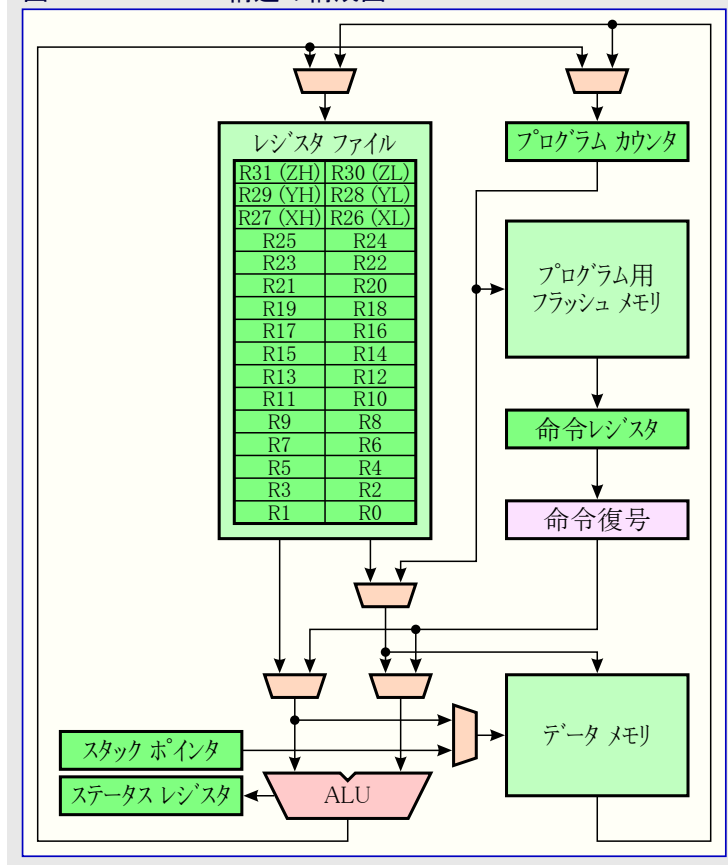 レジスタ ファイル
プログラム カウンタ
R31 (ZH) R30 (ZL)
R29 (YH) R28 (YL)
R27 (XH) R26 (XL)
R25 R24
R23 R22
R21 R20
R19 R18
R17 R16
R15 R14
R13 R12
R11 R10
R9 R8
R7 R6
R5 R4
R3 R2
R1 R0
プログラム用
フラッシュ メモリ
命令レジスタ
命令復号
データ メモリ
スタック ポインタ
ステータス レジスタ
ALU